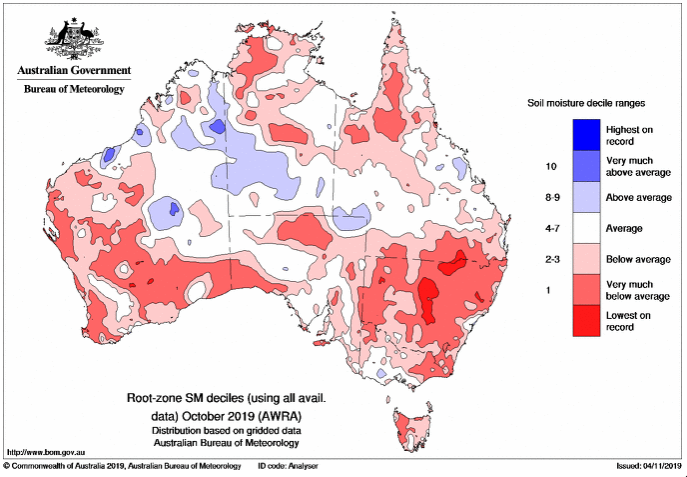 Australian Government
Bureau of Meteorology
Soil moisture decile ranges
Highest on
record
10
Very much
above average
8-9
Above average
4-7
Average
2-3
Below average
1
Very much
below average
Lowest on
record
Root-zone SM deciles (using all avail.
data) October 2019 (AWRA)
Distribution based on gridded data
Australian Bureau of Meteorology
http://www.bom.gov.au
© Commonwealth of Australia 2019, Australian Bureau of Meteorology ID code: Analyser Issued: 04/11/2019